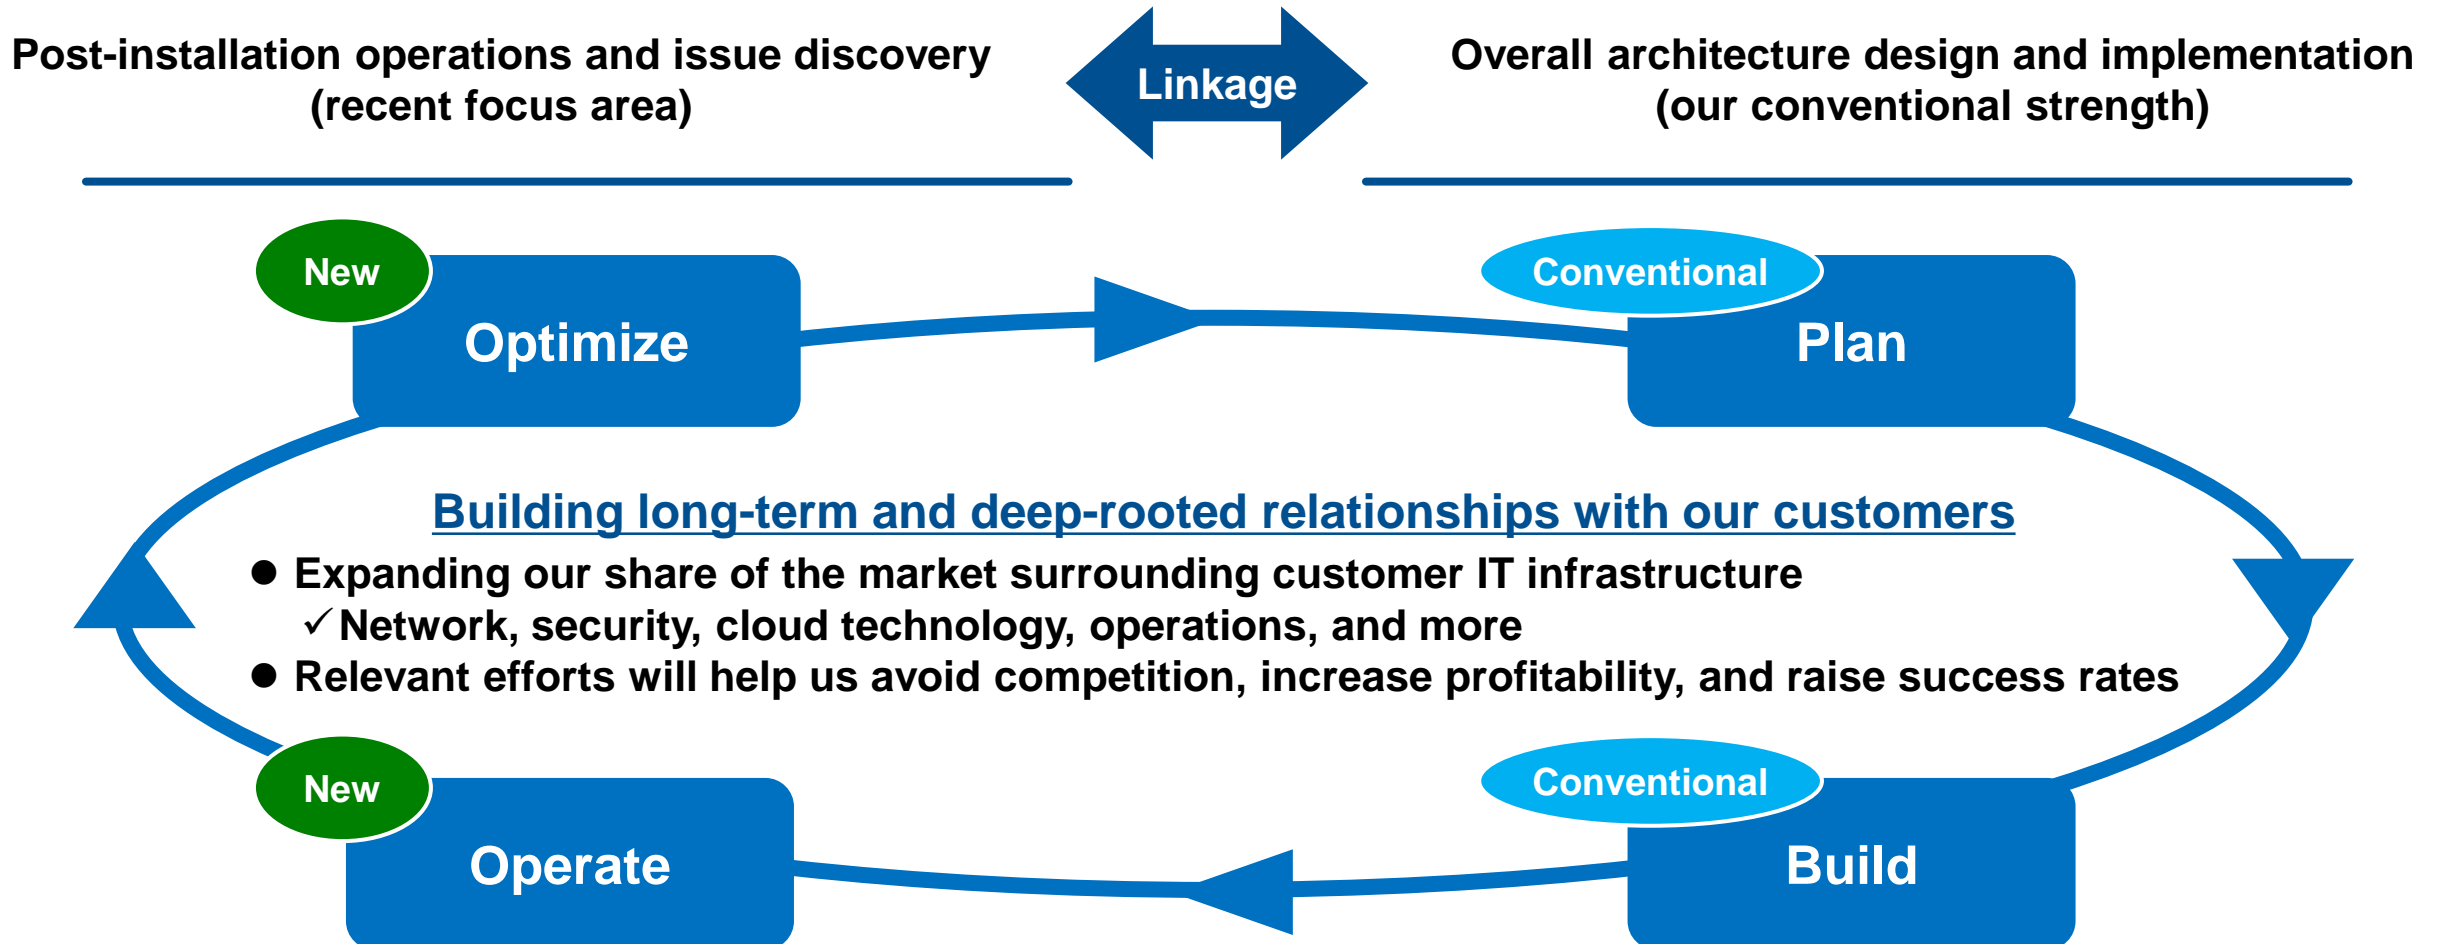 Post-installation operations and issue discovery
(recent focus area)
Linkage
Overall architecture design and implementation
(our conventional strength)
New
Optimize
Conventional
Plan
Building long-term and deep-rooted relationships with our customers
● Expanding our share of the market surrounding customer IT infrastructure
✓Network, security, cloud technology, operations, and more
● Relevant efforts will help us avoid competition, increase profitability, and raise success rates
New
Operate
Conventional
Build